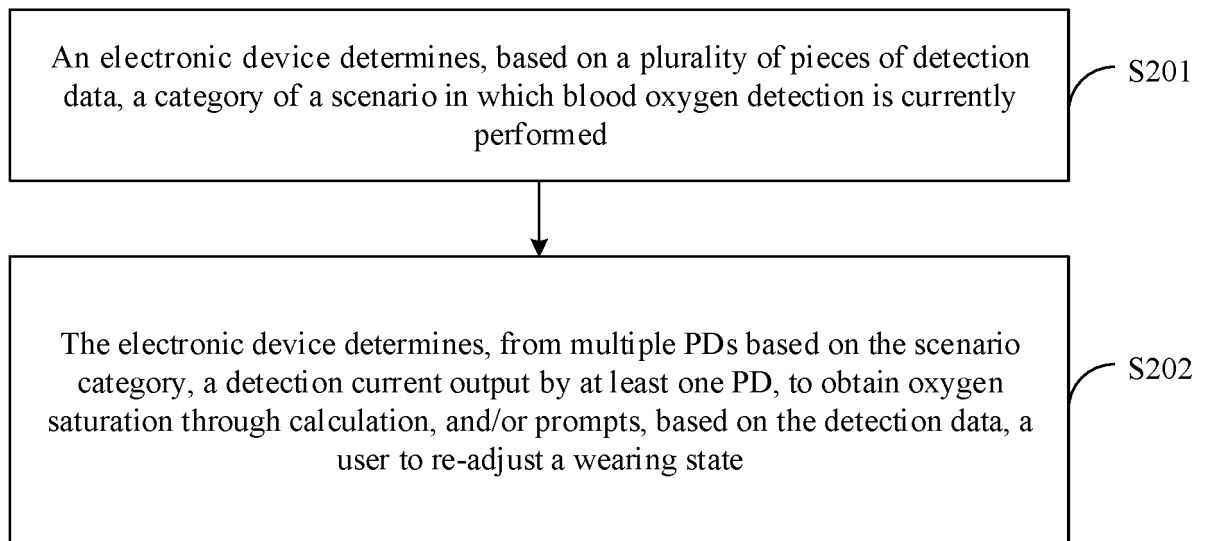 An electronic device determines, based on a plurality of pieces of detection
data, a category of a scenario in which blood oxygen detection is currently
performed
S201
The electronic device determines, from multiple PDs based on the scenario
category, a detection current output by at least one PD, to obtain oxygen
saturation through calculation, and/or prompts, based on the detection data, a
user to re-adjust a wearing state
S202